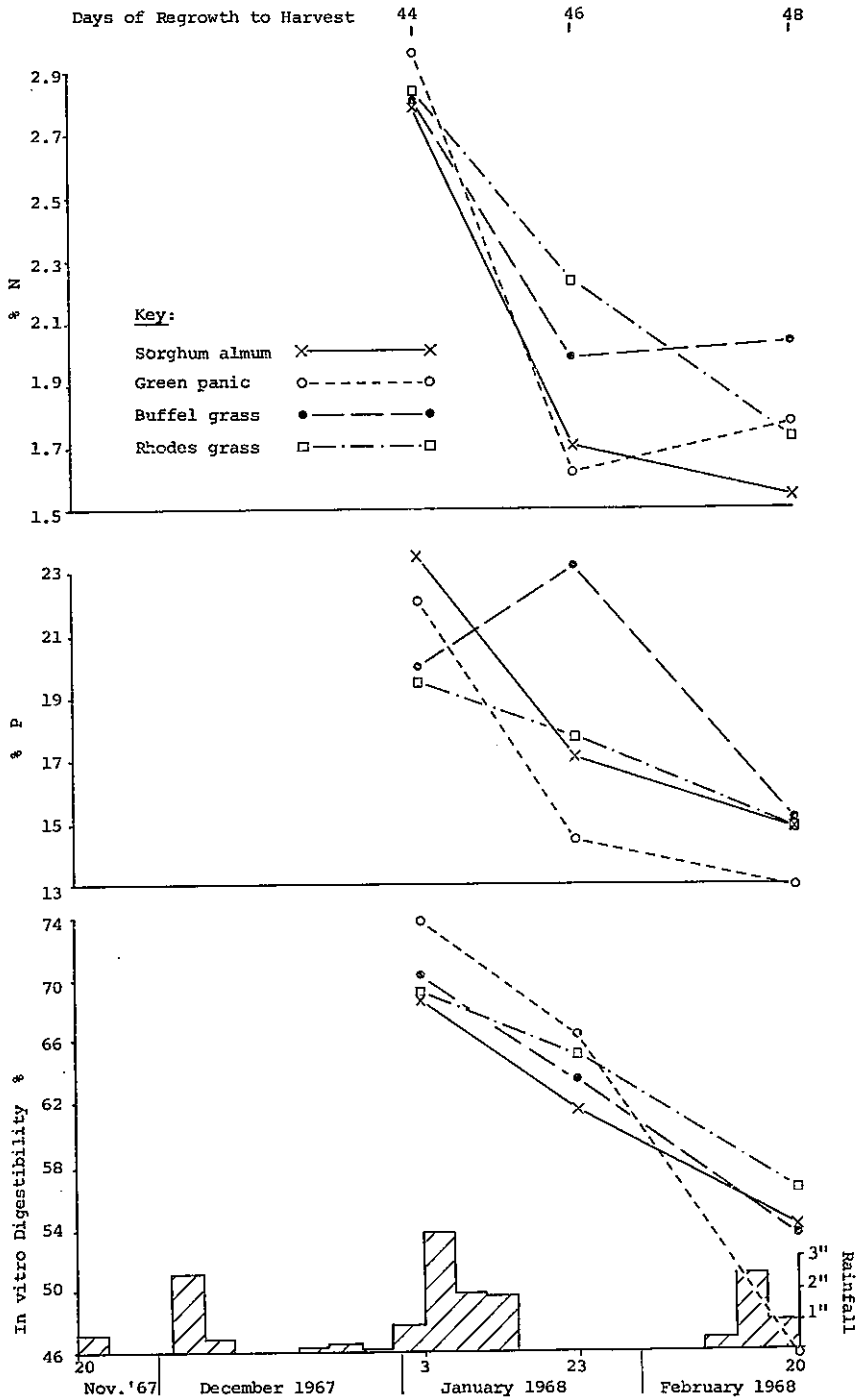 Days of Regrowth to Harvest 44 46 48
2.9
2.7
2.5
2.3
2.1
1.9
1.7
1.5
% N
Key:
Sorghum almum
Green panic
Buffel grass
Rhodes grass
23
21
19
17
15
13
% P
74
70
66
62
58
54
50
46
In vitro Digestibility %
3"
2"
1"
Rainfall
20 3 23 20
Nov.'67 December 1967 January 1968 February 1968